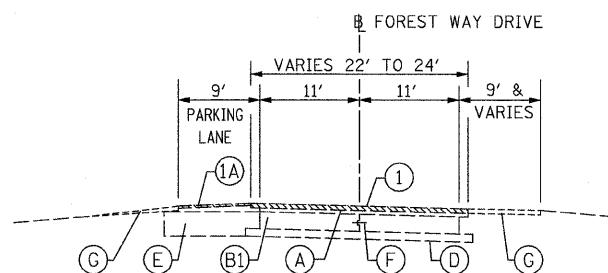 ℄ FOREST WAY DRIVE
VARIES 22' TO 24'
9' 11' 11' 9' &
PARKING VARIES
LANE
1A 1
G E B1 A F D G